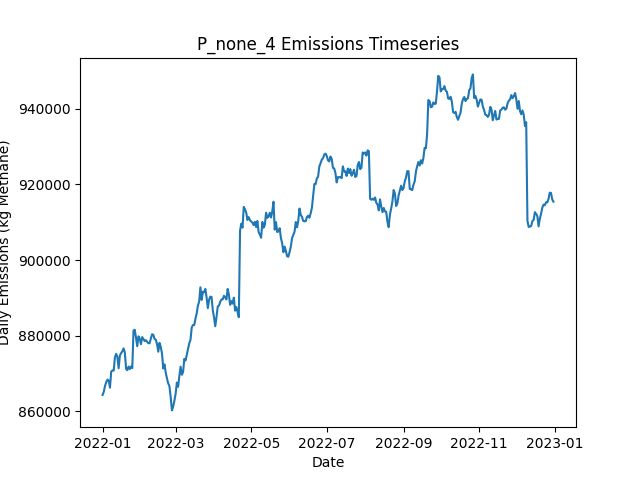 P_none_4 Emissions Timeseries
Daily Emissions (kg Methane)
940000
920000
900000
880000
860000
2022-01 2022-03 2022-05 2022-07 2022-09 2022-11 2023-01
Date